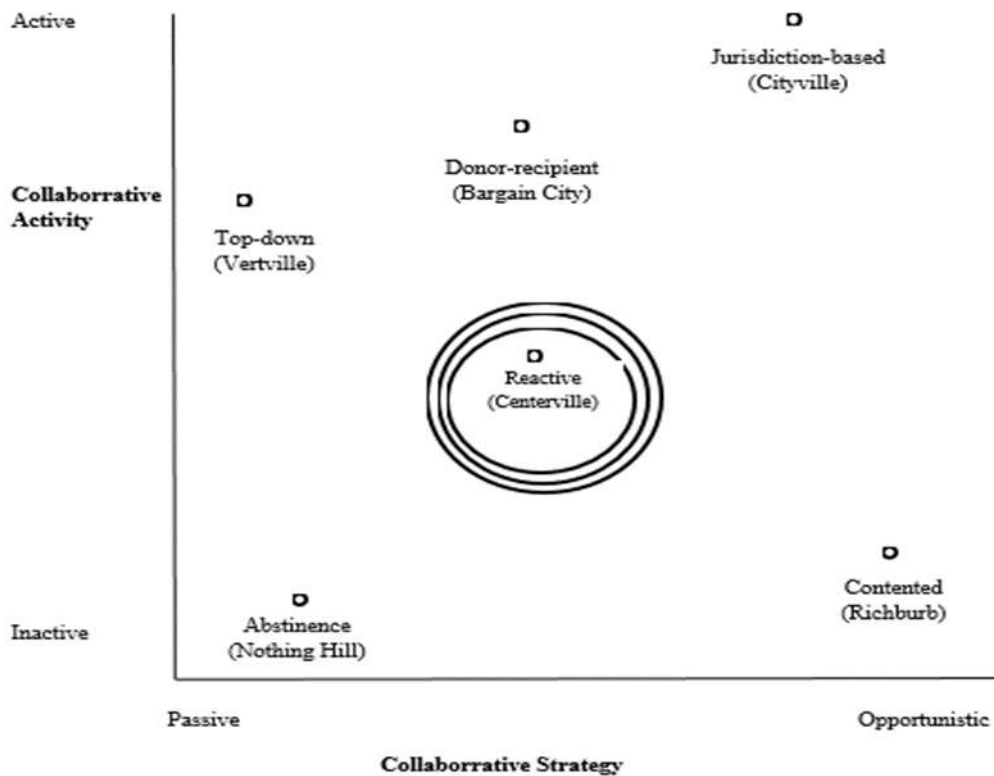 Active
Jurisdiction-based
(Cityville)
Donor-recipient
(Bargain City)
Collaborrative
Activity
Top-down
(Vertville)
Reactive
(Centerville)
Contented
(Richburb)
Abstinence
(Nothing Hill)
Inactive
Passive
Opportunistic
Collaborrative Strategy